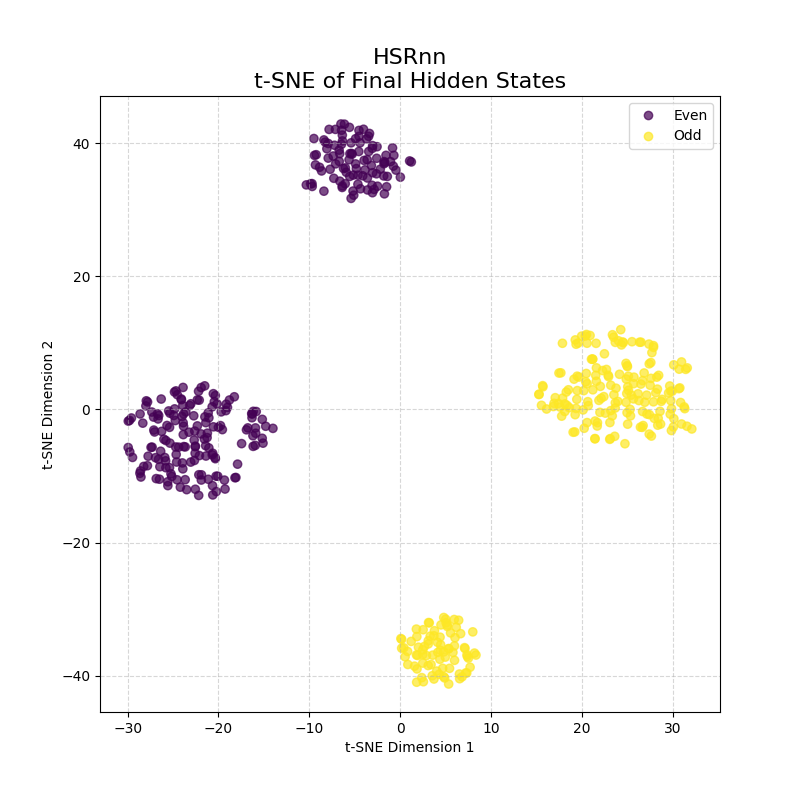 HSRnn
t-SNE of Final Hidden States
Even
Odd
t-SNE Dimension 2
40
20
0
−20
−40
−30
−20
−10
0
10
20
30
t-SNE Dimension 1